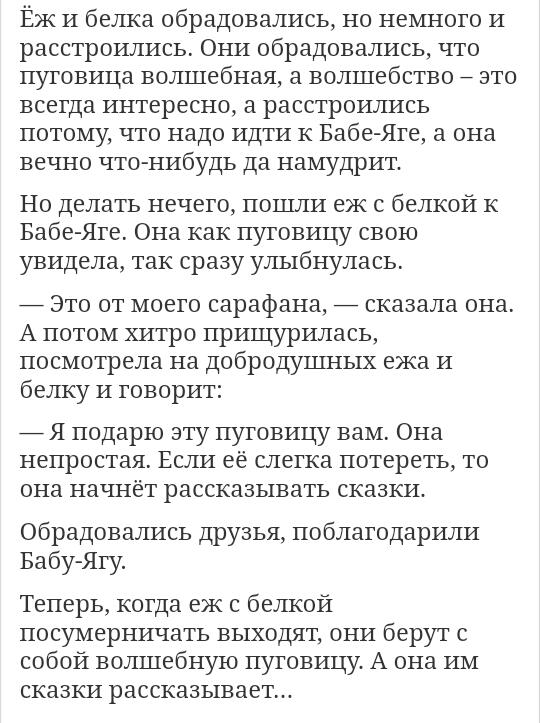 Ёж и белка обрадовались, но немного и
расстроились. Они обрадовались, что
пуговица волшебная, а волшебство – это
всегда интересно, а расстроились
потому, что надо идти к Бабе-Яге, а она
вечно что-нибудь да намудрит.
Но делать нечего, пошли еж с белкой к
Бабе-Яге. Она как пуговицу свою
увидела, так сразу улыбнулась.
— Это от моего сарафана, — сказала она.
А потом хитро прищурилась,
посмотрела на добродушных ежа и
белку и говорит:
— Я подарю эту пуговицу вам. Она
непростая. Если её слегка потереть, то
она начнёт рассказывать сказки.
Обрадовались друзья, поблагодарили
Бабу-Ягу.
Теперь, когда еж с белкой
посумерничать выходят, они берут с
собой волшебную пуговицу. А она им
сказки рассказывает...